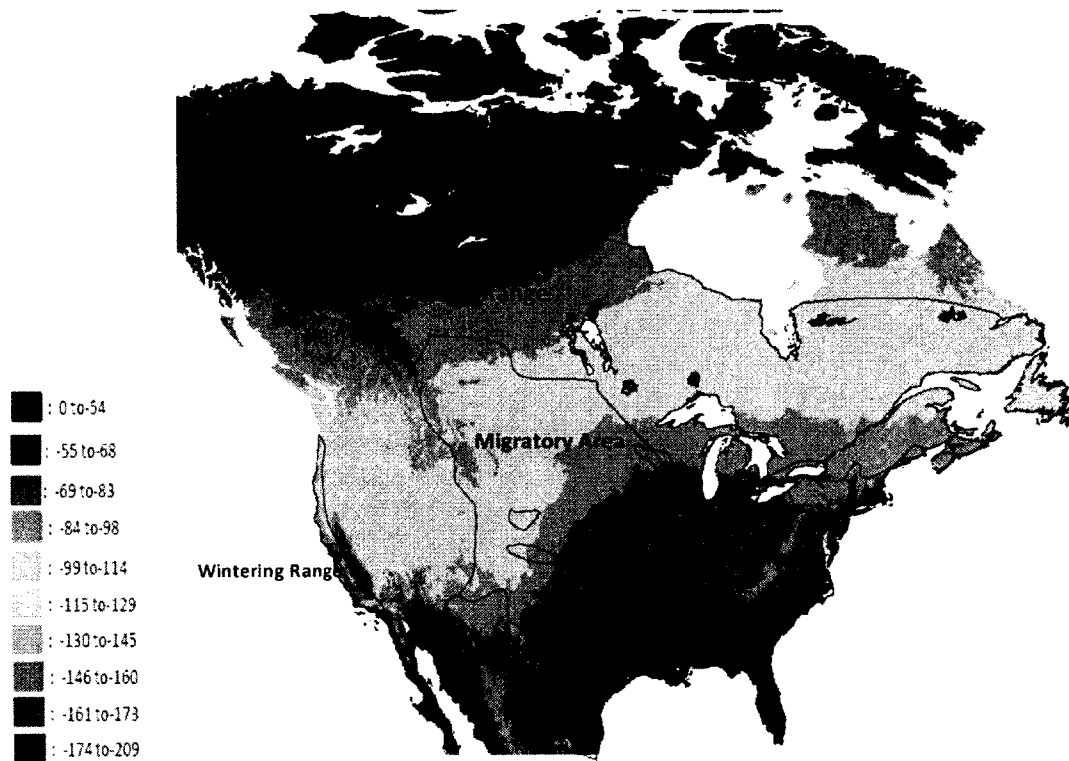 Migratory Area
Wintering Range
: 0 to-54
: -55 to-68
: -69 to-83
: -84 to-98
: -99 to-114
: -115 to-129
: -130 to-145
: -146 to-160
: -161 to-173
: -174 to-209